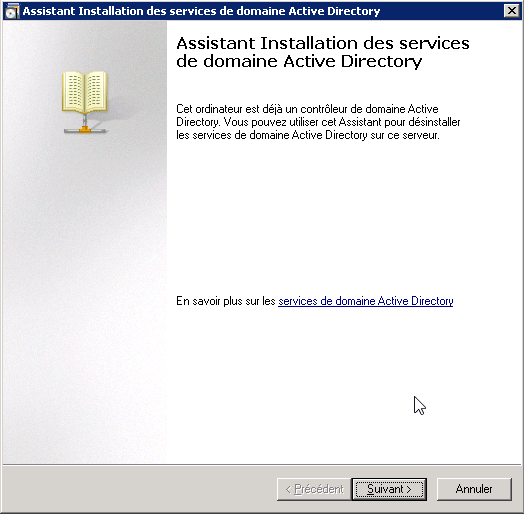 Assistant Installation des services de domaine Active Directory
Assistant Installation des services
de domaine Active Directory
Cet ordinateur est déjà un contrôleur de domaine Active
Directory. Vous pouvez utiliser cet Assistant pour désinstaller
les services de domaine Active Directory sur ce serveur.
En savoir plus sur les services de domaine Active Directory
< Précédent
Suivant >
Annuler